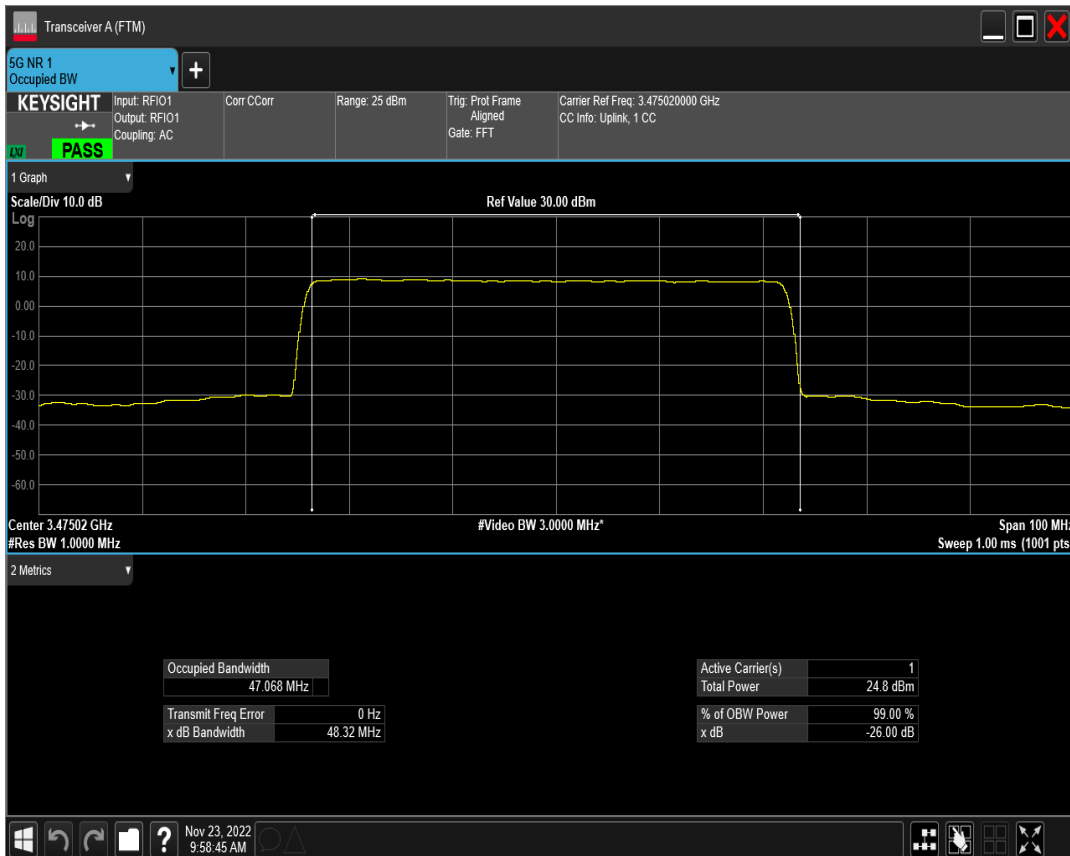 Transceiver A (FTM)
5G NR 1
Occupied BW
+
KEYSIGHT
LXI
PASS
Input: RFIO1
Output: RFIO1
Coupling: AC
Corr CCorr
Range: 25 dBm
Trig: Prot Frame
Aligned
Gate: FFT
Carrier Ref Freq: 3.475020000 GHz
CC Info: Uplink, 1 CC
1 Graph
Scale/Div 10.0 dB
Ref Value 30.00 dBm
Log
20.0
10.0
0.00
-10.0
-20.0
-30.0
-40.0
-50.0
-60.0
Center 3.47502 GHz
#Video BW 3.0000 MHz*
Span 100 MHz
#Res BW 1.0000 MHz
Sweep 1.00 ms (1001 pts
2 Metrics
Occupied Bandwidth
47.068 MHz
Transmit Freq Error 0 Hz
x dB Bandwidth 48.32 MHz
Active Carrier(s) 1
Total Power 24.8 dBm
% of OBW Power 99.00 %
x dB -26.00 dB
?
Nov 23, 2022
9:58:45 AM